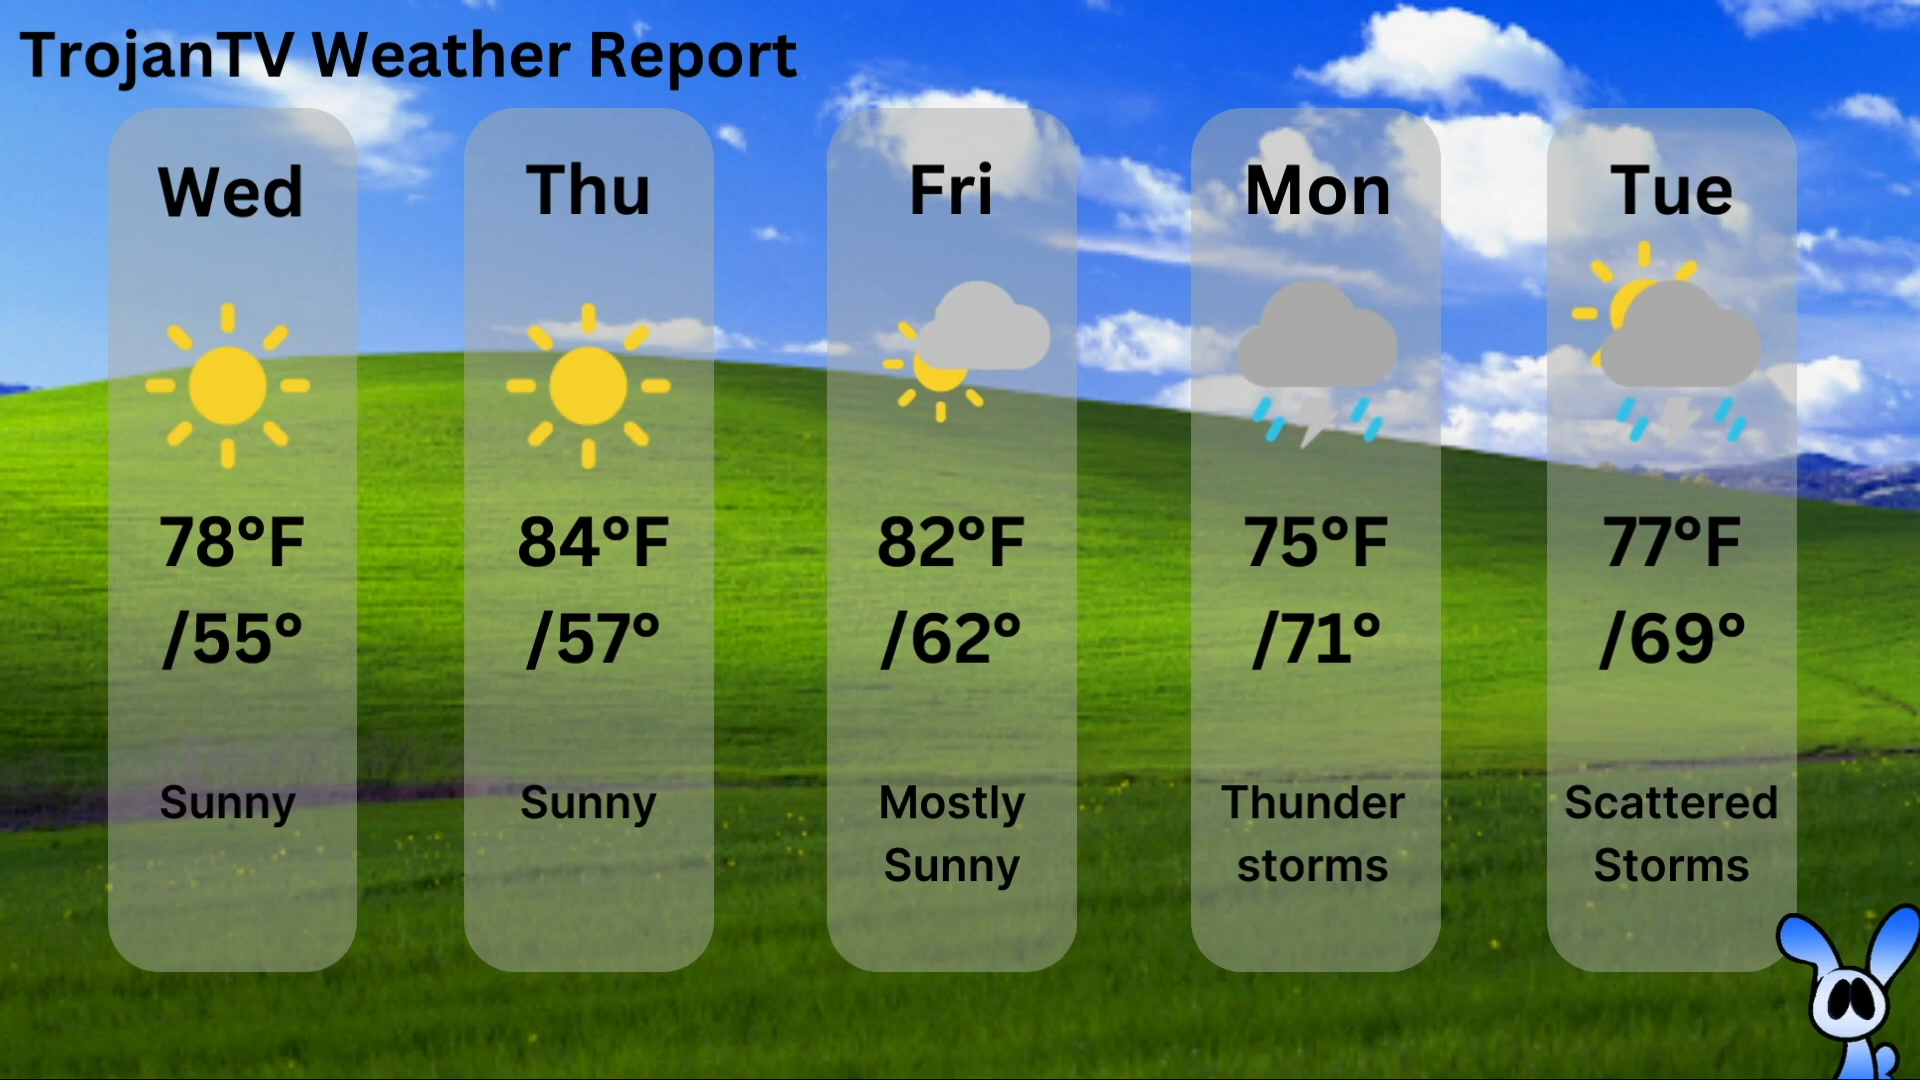 TrojanTV Weather Report
Wed
78°F
/55°
Sunny
Thu
84°F
/57°
Sunny
Fri
82°F
/62°
Mostly
Sunny
Mon
75°F
/71°
Thunder
storms
Tue
77°F
/69°
Scattered
Storms